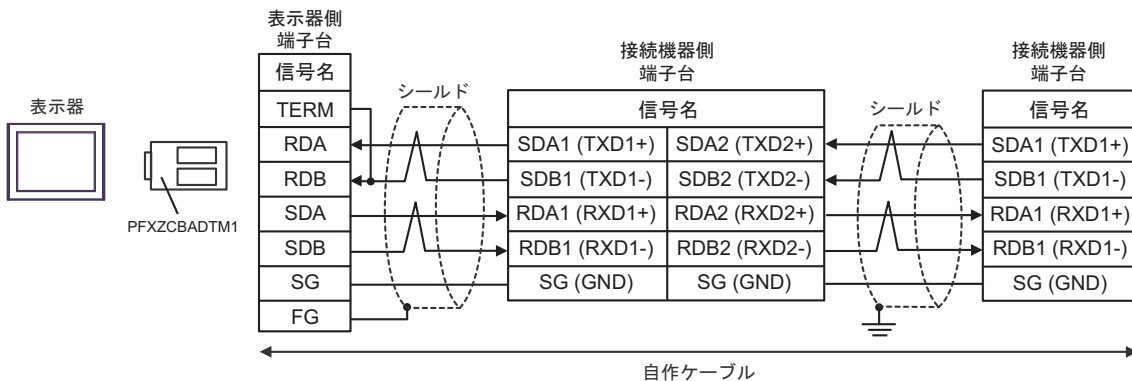 表示器
PFXZCBADTM1
表示器側
端子台
信号名
TERM
RDA
RDB
SDA
SDB
SG
FG
シールド
接続機器側
端子台
信号名
SDA1 (TXD1+) SDA2 (TXD2+)
SDB1 (TXD1-) SDB2 (TXD2-)
RDA1 (RXD1+) RDA2 (RXD2+)
RDB1 (RXD1-) RDB2 (RXD2-)
SG (GND) SG (GND)
シールド
接続機器側
端子台
信号名
SDA1 (TXD1+)
SDB1 (TXD1-)
RDA1 (RXD1+)
RDB1 (RXD1-)
SG (GND)
自作ケーブル